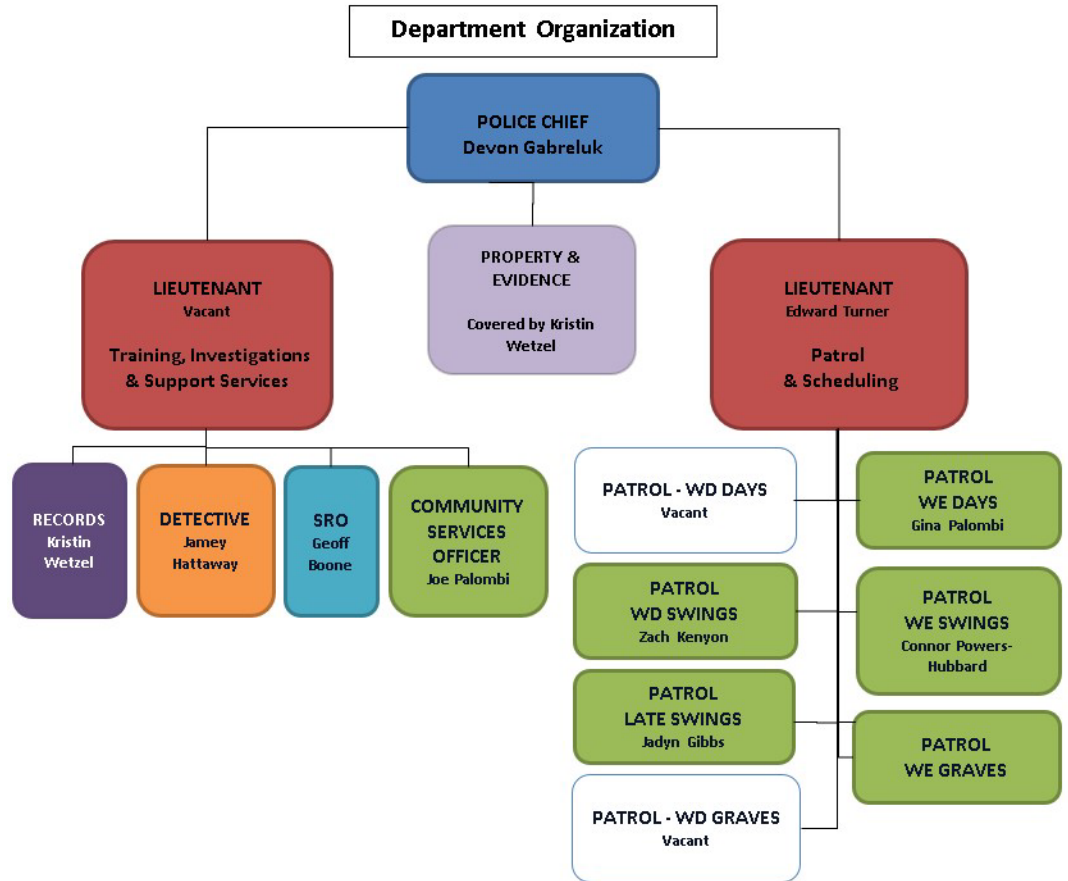 Department Organization
POLICE CHIEF
Devon Gabreluk
LIEUTENANT
Vacant
Training, Investigations
& Support Services
PROPERTY &
EVIDENCE
Covered by Kristin
Wetzel
LIEUTENANT
Edward Turner
Patrol
& Scheduling
RECORDS
Kristin
Wetzel
DETECTIVE
Jamey
Hattaway
SRO
Geoff
Boone
COMMUNITY
SERVICES
OFFICER
Joe Palombi
PATROL - WD DAYS
Vacant
PATROL
WE DAYS
Gina Palombi
PATROL
WD SWINGS
Zach Kenyon
PATROL
WE SWINGS
Connor Powers-
Hubbard
PATROL
LATE SWINGS
Jadyn Gibbs
PATROL
WE GRAVES
PATROL - WD GRAVES
Vacant